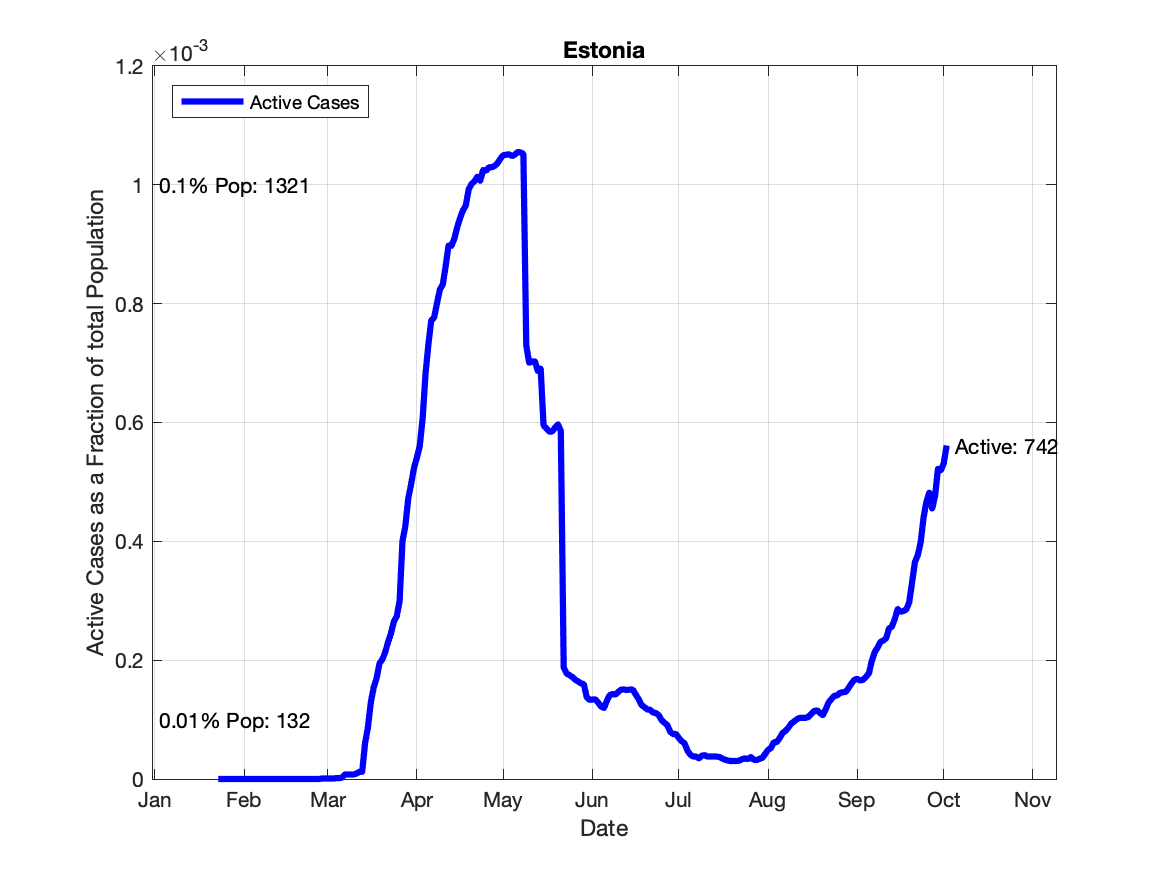 Estonia
×10-3
1.2
1
0.8
0.6
0.4
0.2
0
Active Cases
0.1% Pop: 1321
0.01% Pop: 132
Active: 742
Active Cases as a Fraction of total Population
Jan Feb Mar Apr May Jun Jul Aug Sep Oct Nov
Date